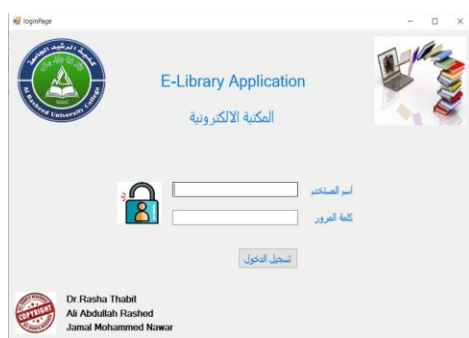 loginPage
E-Library Application
المكتبة الالكترونية
اسم المستخدم
كلمة المرور
تسجيل الدخول
Al Rasheed University College
COPYRIGHT
Dr.Rasha Thabit
Ali Abdullah Rashed
Jamal Mohammed Nawar